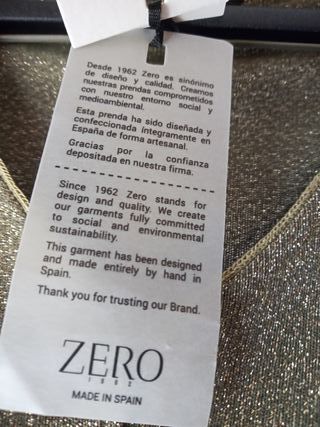 Desde 1962 Zero es sinónimo
de diseño y calidad. Creamos
nuestras prendas comprometidos
con nuestro entorno social y
medioambiental.
Esta prenda ha sido diseñada y
confeccionada íntegramente en
España de forma artesanal.
Gracias por la confianza
depositada en nuestra firma.
Since 1962 Zero stands for
design and quality. We create
our garments fully committed
to social and environmental
sustainability.
This garment has been designed
and made entirely by hand in
Spain.
Thank you for trusting our Brand.
ZERO
1962
MADE IN SPAIN